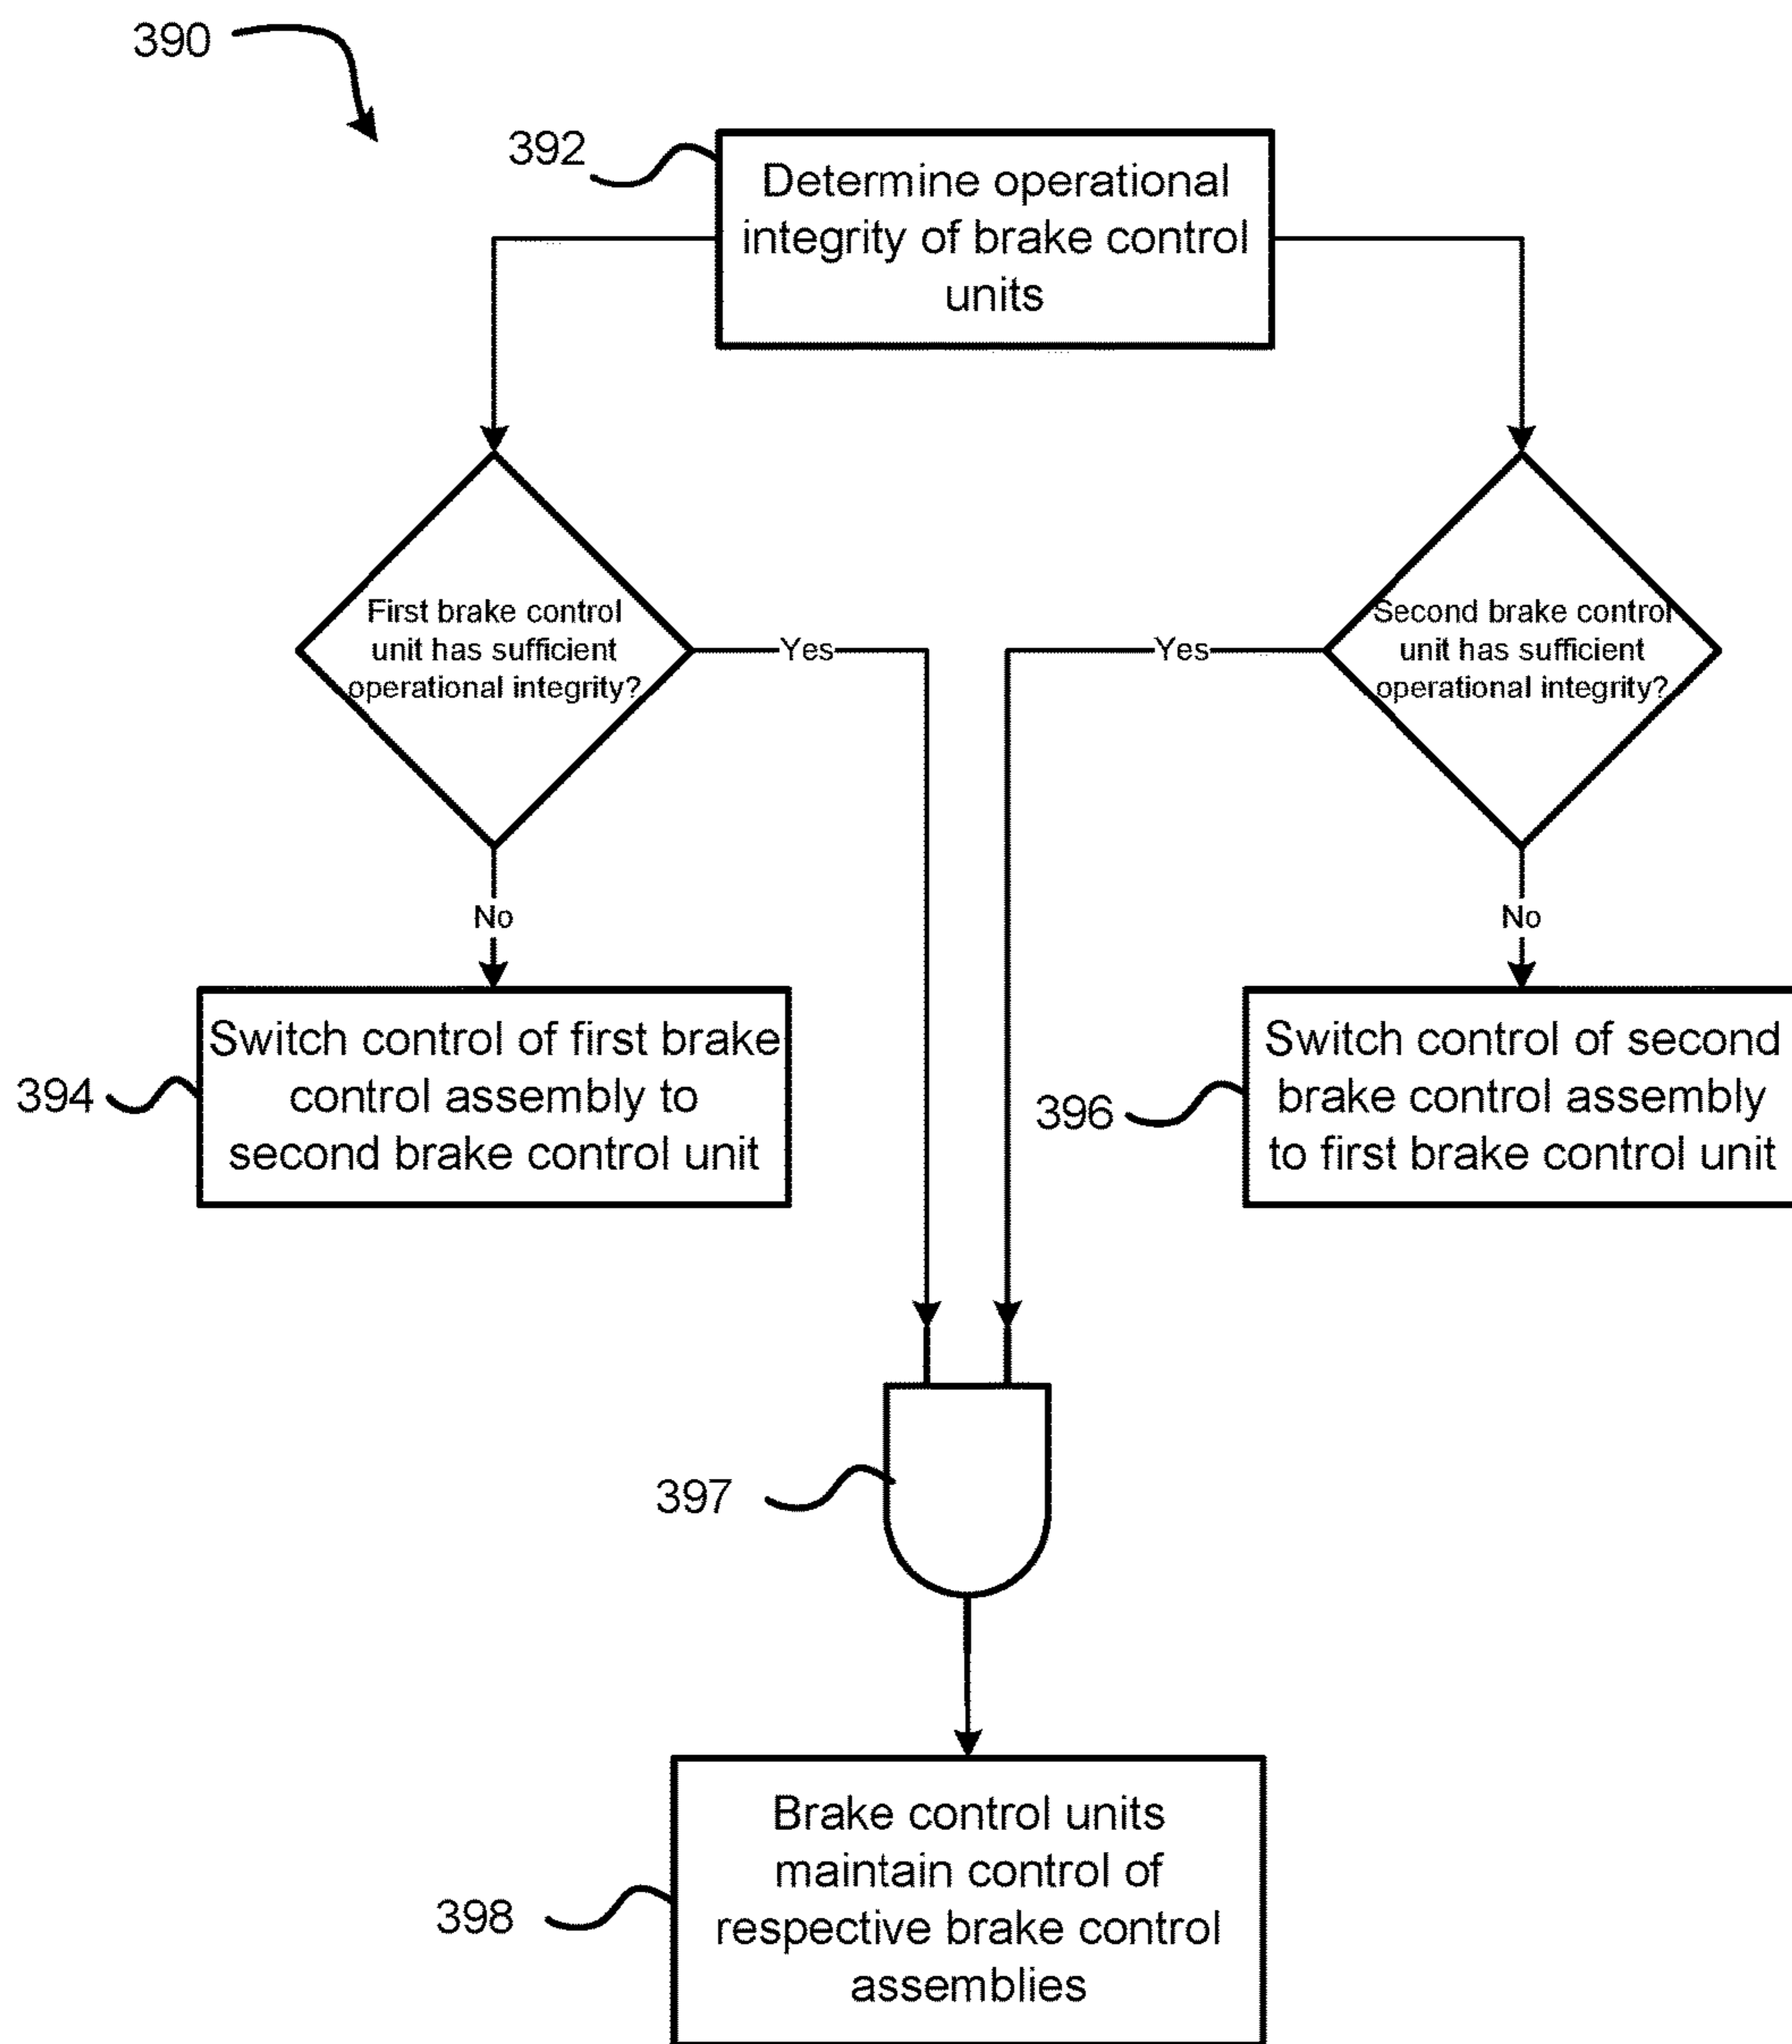 390
392
Determine operational
integrity of brake control
units
First brake control
unit has sufficient
operational integrity?
Yes
Yes
Second brake control
unit has sufficient
operational integrity?
No
No
394
Switch control of first brake
control assembly to
second brake control unit
396
Switch control of second
brake control assembly
to first brake control unit
397
398
Brake control units
maintain control of
respective brake control
assemblies